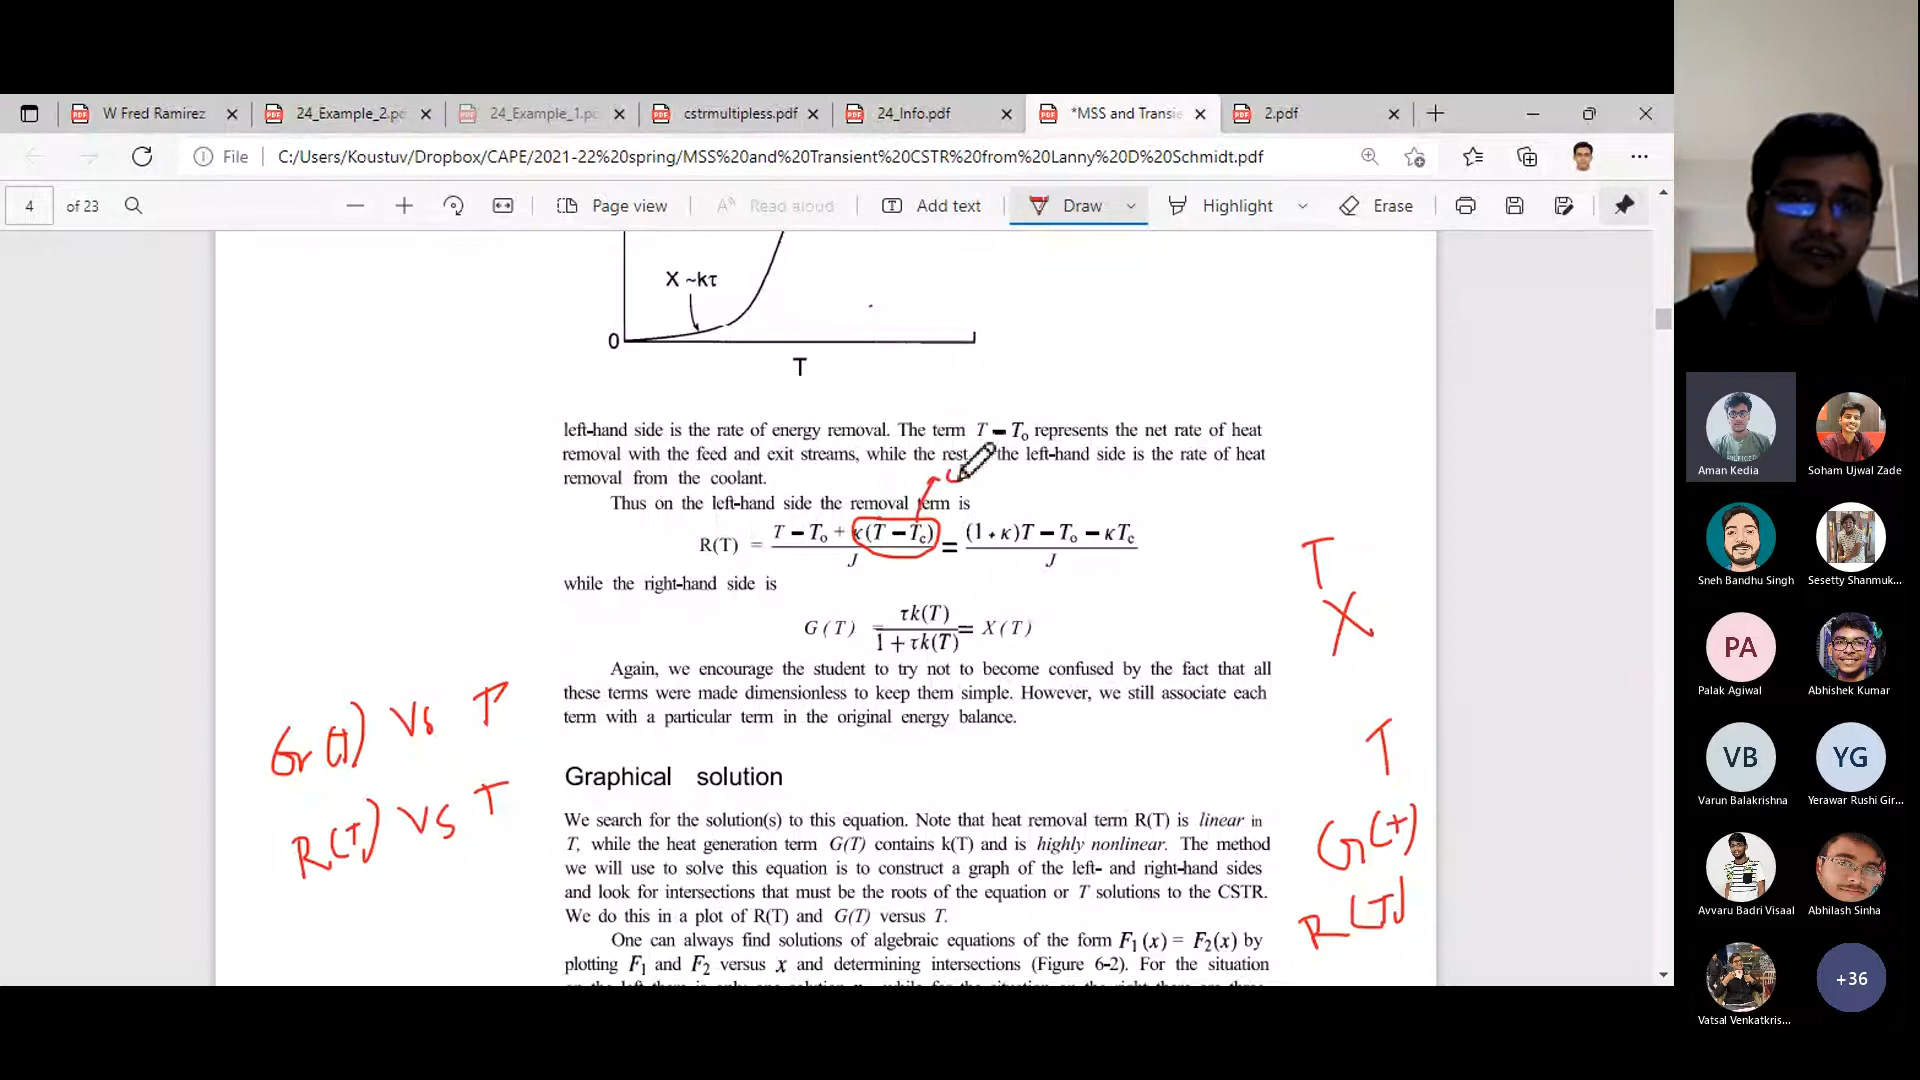 W Fred Ramirez
24_Example_2.pc
24_Example_1.pc
cstrmultipless.pdf
24_Info.pdf
*MSS and Transie
2.pdf
File
C:/Users/Koustuv/Dropbox/CAPE/2021-22%20spring/MSS%20and%20Transient%20CSTR%20from%20Lanny%20D%20Schmidt.pdf
4 of 23
Page view
Read aloud
Add text
Draw
Highlight
Erase
X ~kτ
0
T
left-hand side is the rate of energy removal. The term T − T₀ represents the net rate of heat
removal with the feed and exit streams, while the rest the left-hand side is the rate of heat
removal from the coolant.
Thus on the left-hand side the removal term is
R(T) = T − T₀ + κ(T − Tc) / J = (1 + κ)T − T₀ − κTc / J
while the right-hand side is
G(T) = τk(T) / 1 + τk(T) = X(T)
Again, we encourage the student to try not to become confused by the fact that all
these terms were made dimensionless to keep them simple. However, we still associate each
term with a particular term in the original energy balance.
Graphical solution
We search for the solution(s) to this equation. Note that heat removal term R(T) is linear in
T, while the heat generation term G(T) contains k(T) and is highly nonlinear. The method
we will use to solve this equation is to construct a graph of the left- and right-hand sides
and look for intersections that must be the roots of the equation or T solutions to the CSTR.
We do this in a plot of R(T) and G(T) versus T.
One can always find solutions of algebraic equations of the form F₁(x) = F₂(x) by
plotting F₁ and F₂ versus x and determining intersections (Figure 6-2). For the situation
G(T) vs T
R(T) vs T
T
X
T
G(T)
R(T)
Aman Kedia
Soham Ujwal Zade
Sneh Bandhu Singh
Sesetty Shanmuk...
PA
Palak Agiwal
Abhishek Kumar
VB
Varun Balakrishna
YG
Yerawar Rushi Gir...
Avvaru Badri Visaal
Abhilash Sinha
Vatsal Venkatkris...
+36